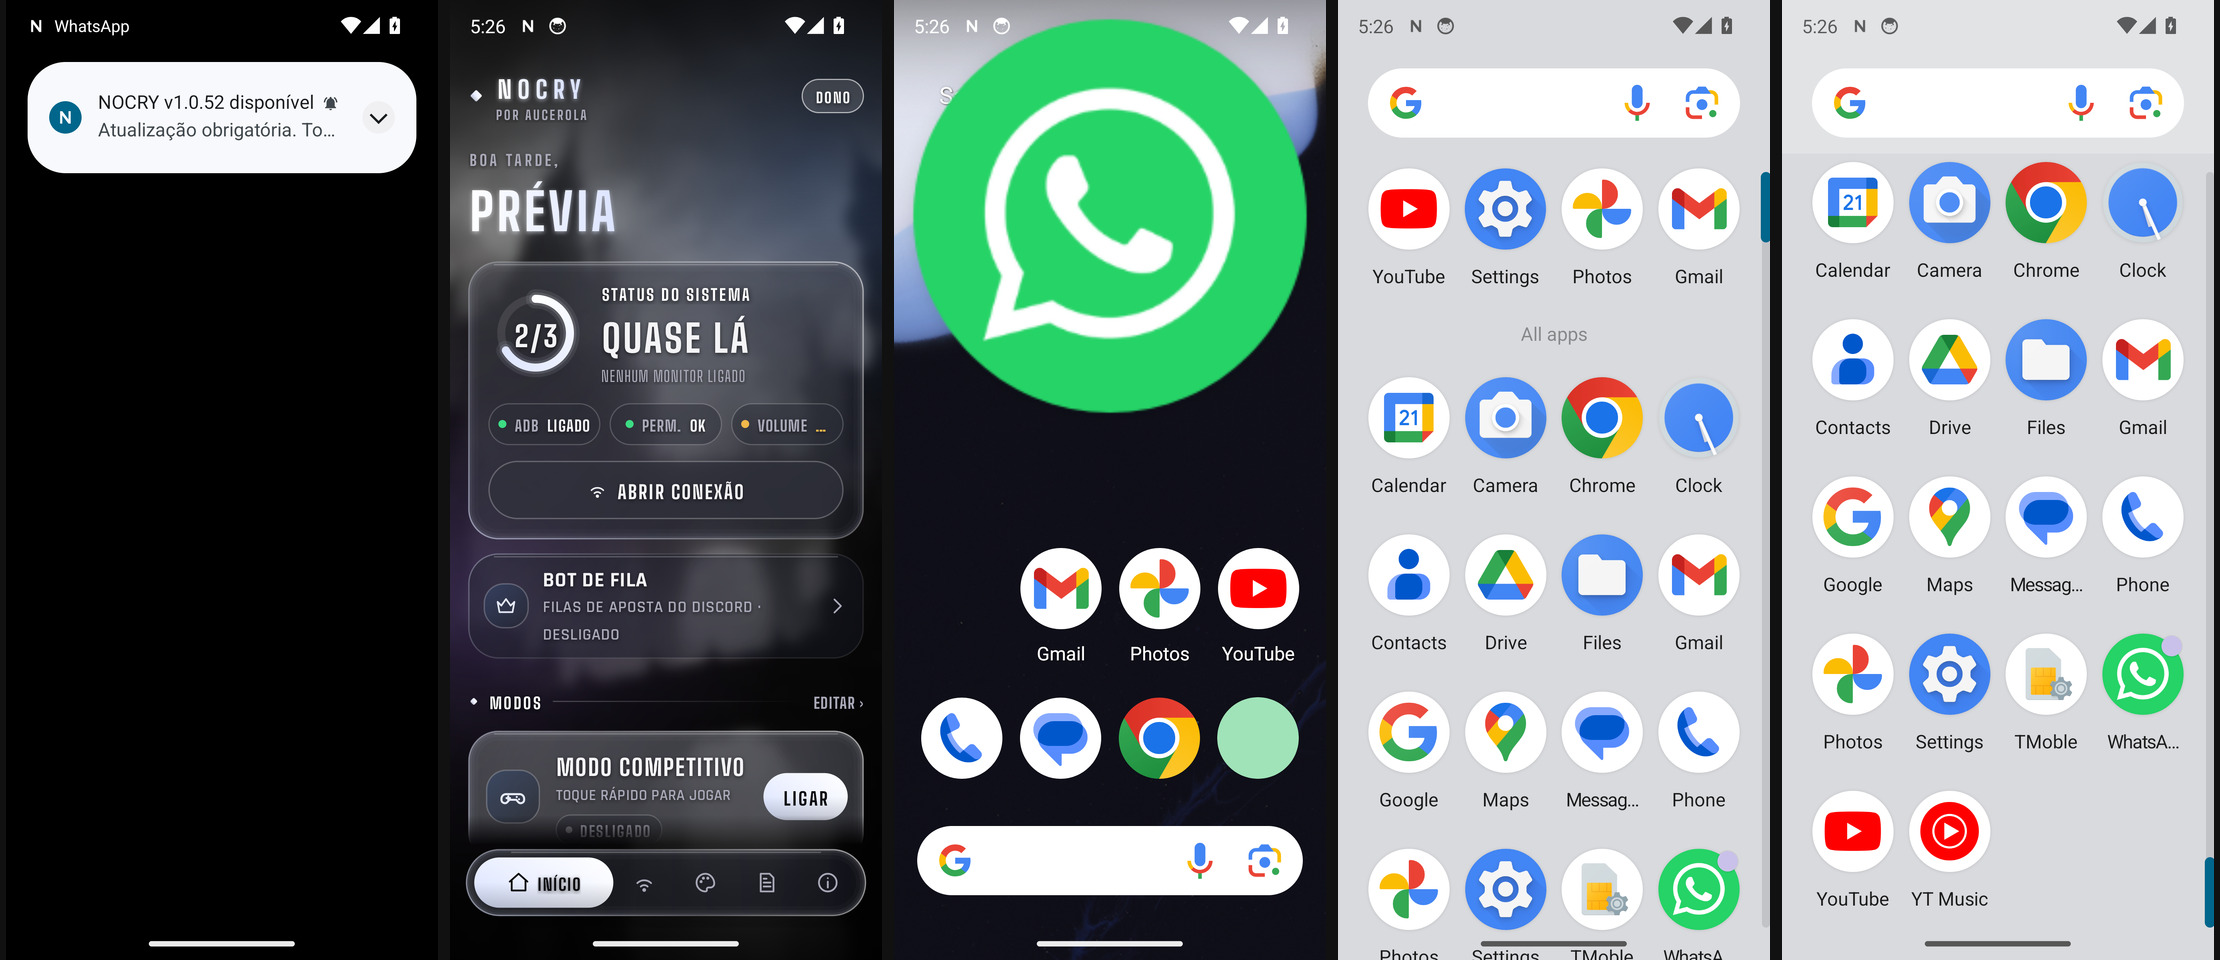 N WhatsApp
N
NOCRY v1.0.52 disponível
Atualização obrigatória. To...
5:26 N
NOCRY
POR AUCEROLA
DONO
BOA TARDE,
PRÉVIA
2/3
STATUS DO SISTEMA
QUASE LÁ
NENHUM MONITOR LIGADO
ADB LIGADO
PERM. OK
VOLUME ...
ABRIR CONEXÃO
BOT DE FILA
FILAS DE APOSTA DO DISCORD ·
DESLIGADO
MODOS
EDITAR ›
MODO COMPETITIVO
TOQUE RÁPIDO PARA JOGAR
LIGAR
DESLIGADO
INÍCIO
5:26 N
S
Gmail Photos YouTube
5:26 N
YouTube Settings Photos Gmail
All apps
21
Calendar Camera Chrome Clock
Contacts Drive Files Gmail
Google Maps Messag... Phone
Photos Settings TMoble WhatsA...
5:26 N
21
Calendar Camera Chrome Clock
Contacts Drive Files Gmail
Google Maps Messag... Phone
Photos Settings TMoble WhatsA...
YouTube YT Music